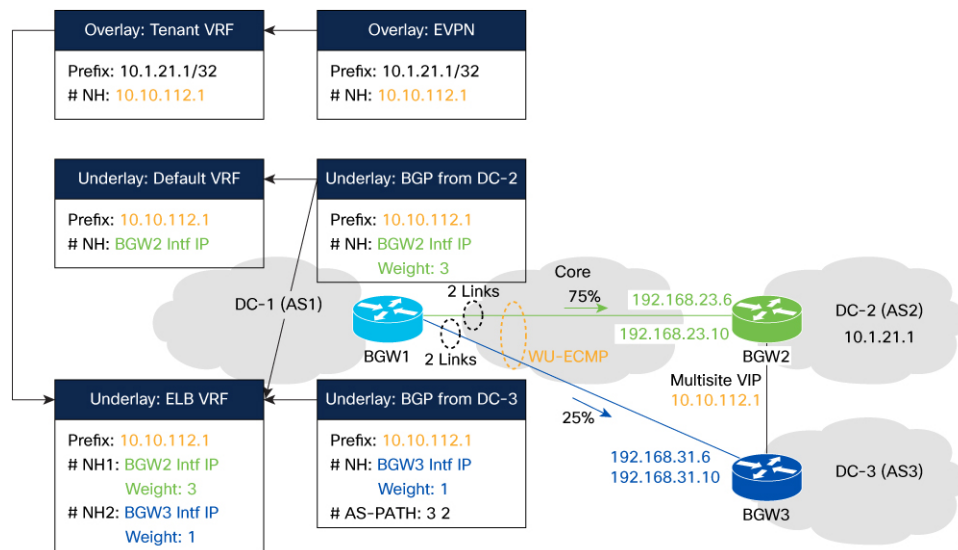 Overlay: Tenant VRF
Prefix: 10.1.21.1/32
# NH: 10.10.112.1
Overlay: EVPN
Prefix: 10.1.21.1/32
# NH: 10.10.112.1
Underlay: Default VRF
Prefix: 10.10.112.1
# NH: BGW2 Intf IP
Underlay: BGP from DC-2
Prefix: 10.10.112.1
# NH: BGW2 Intf IP
Weight: 3
DC-1 (AS1)
BGW1
2 Links
2 Links
Core
75%
WU-ECMP
25%
192.168.23.6
192.168.23.10
BGW2
DC-2 (AS2)
10.1.21.1
Multisite VIP
10.10.112.1
192.168.31.6
192.168.31.10
BGW3
DC-3 (AS3)
Underlay: ELB VRF
Prefix: 10.10.112.1
# NH1: BGW2 Intf IP
Weight: 3
# NH2: BGW3 Intf IP
Weight: 1
Underlay: BGP from DC-3
Prefix: 10.10.112.1
# NH: BGW3 Intf IP
Weight: 1
# AS-PATH: 3 2